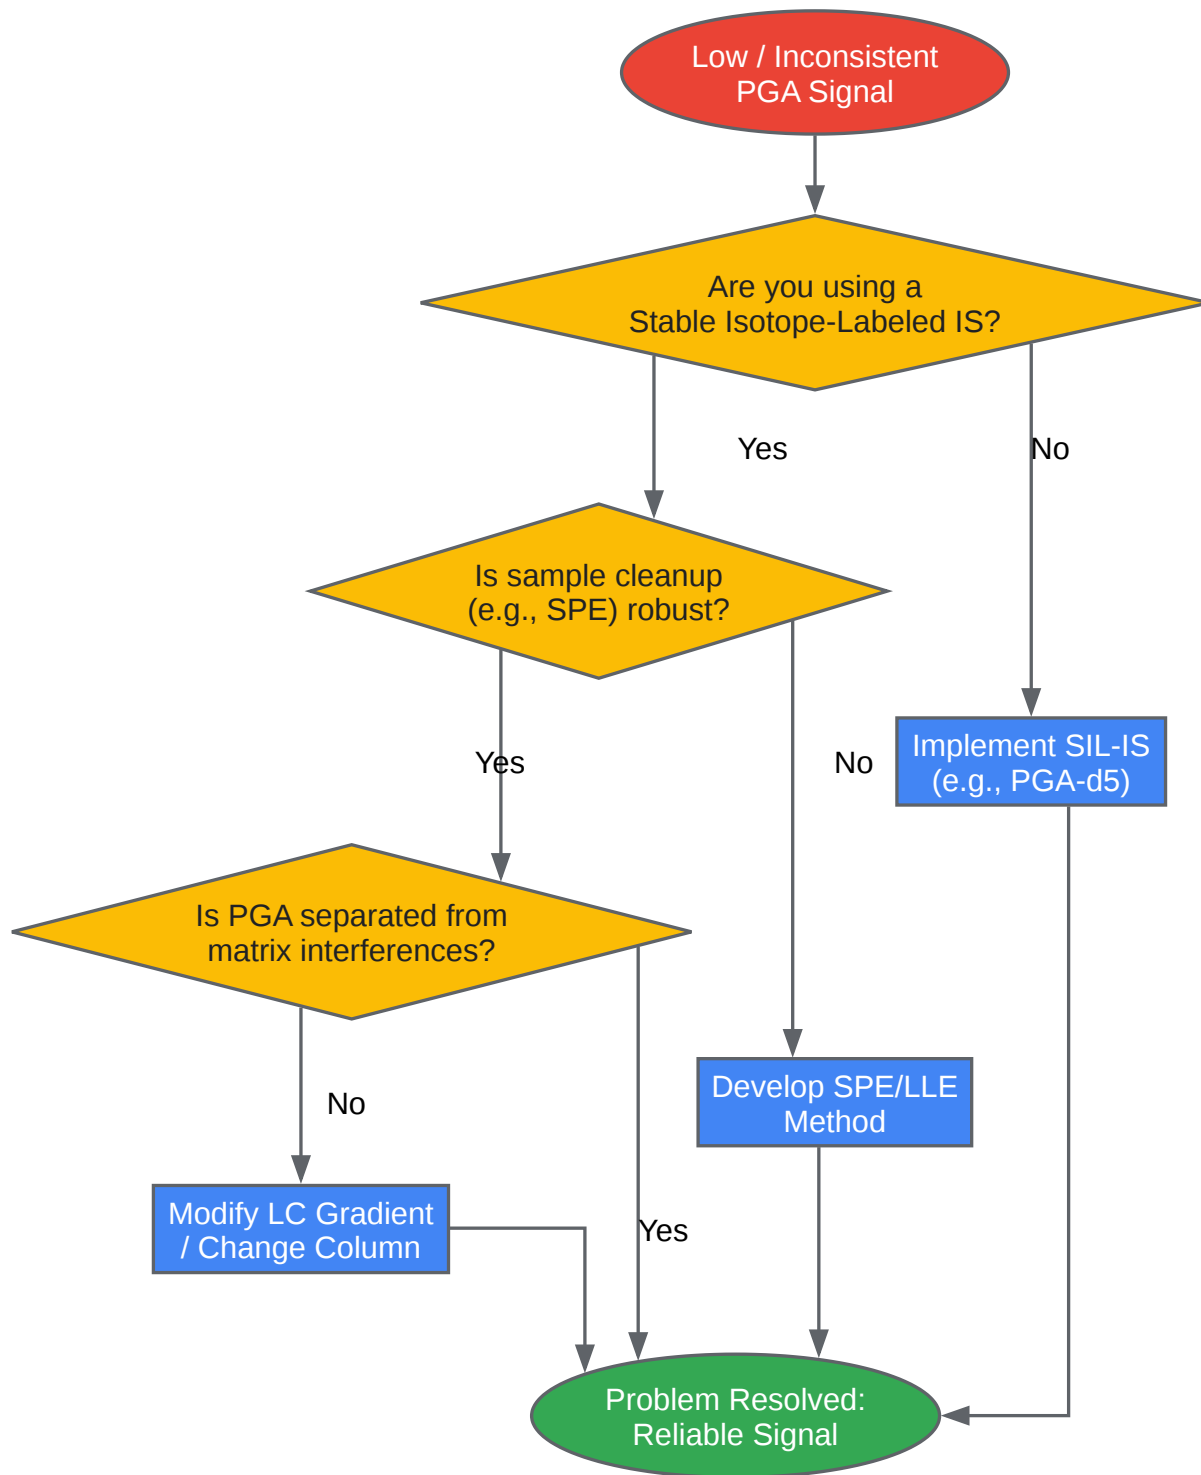 Low / Inconsistent
PGA Signal
Are you using a
Stable Isotope-Labeled IS?
Yes
No
Is sample cleanup
(e.g., SPE) robust?
Yes
No
Implement SIL-IS
(e.g., PGA-d5)
Is PGA separated from
matrix interferences?
Develop SPE/LLE
Method
No
Modify LC Gradient
/ Change Column
Yes
Problem Resolved:
Reliable Signal